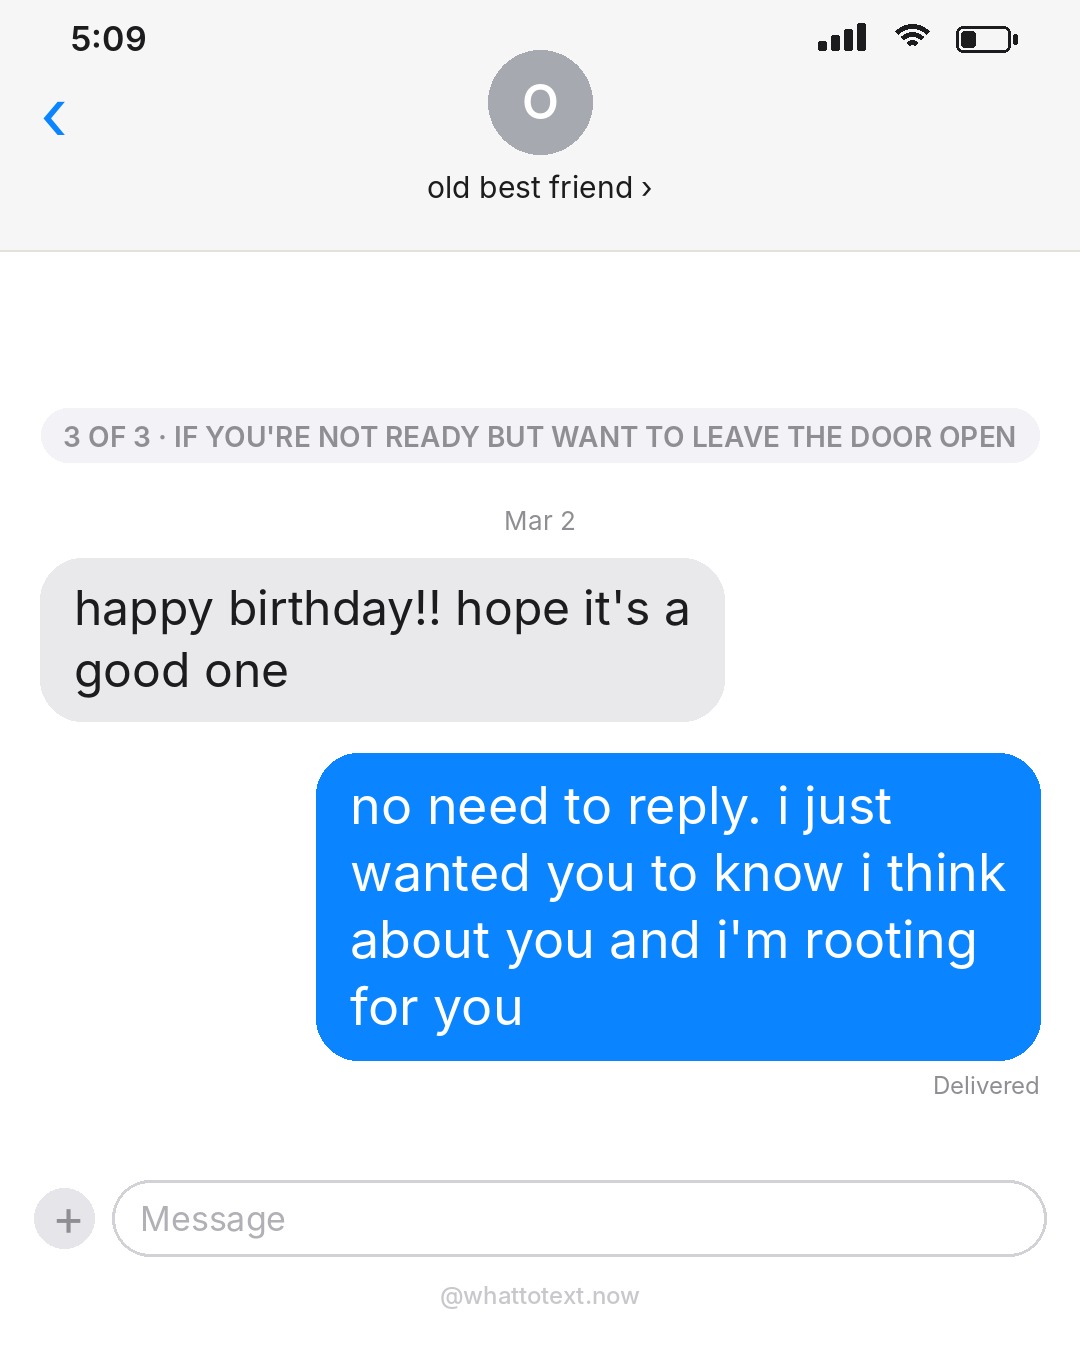 5:09
O
old best friend ›
3 OF 3 · IF YOU'RE NOT READY BUT WANT TO LEAVE THE DOOR OPEN
Mar 2
happy birthday!! hope it's a
good one
no need to reply. i just
wanted you to know i think
about you and i'm rooting
for you
Delivered
+
Message
@whattotext.now